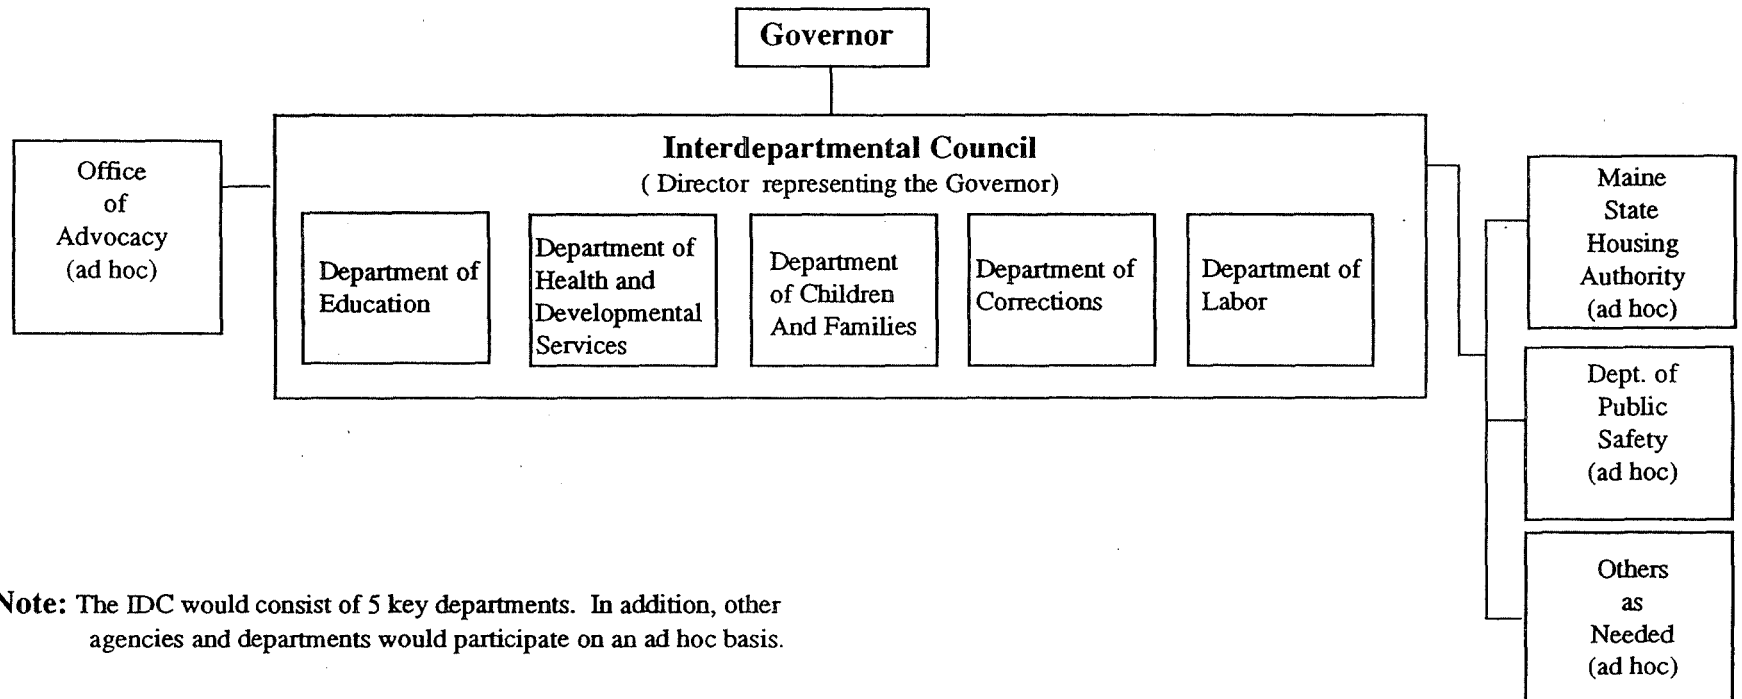 Governor
Interdepartmental Council
( Director representing the Governor)
Office
of
Advocacy
(ad hoc)
Department of
Education
Department of
Health and
Developmental
Services
Department
of Children
And Families
Department of
Corrections
Department of
Labor
Maine
State
Housing
Authority
(ad hoc)
Dept. of
Public
Safety
(ad hoc)
Others
as
Needed
(ad hoc)
Note: The IDC would consist of 5 key departments. In addition, other
agencies and departments would participate on an ad hoc basis.